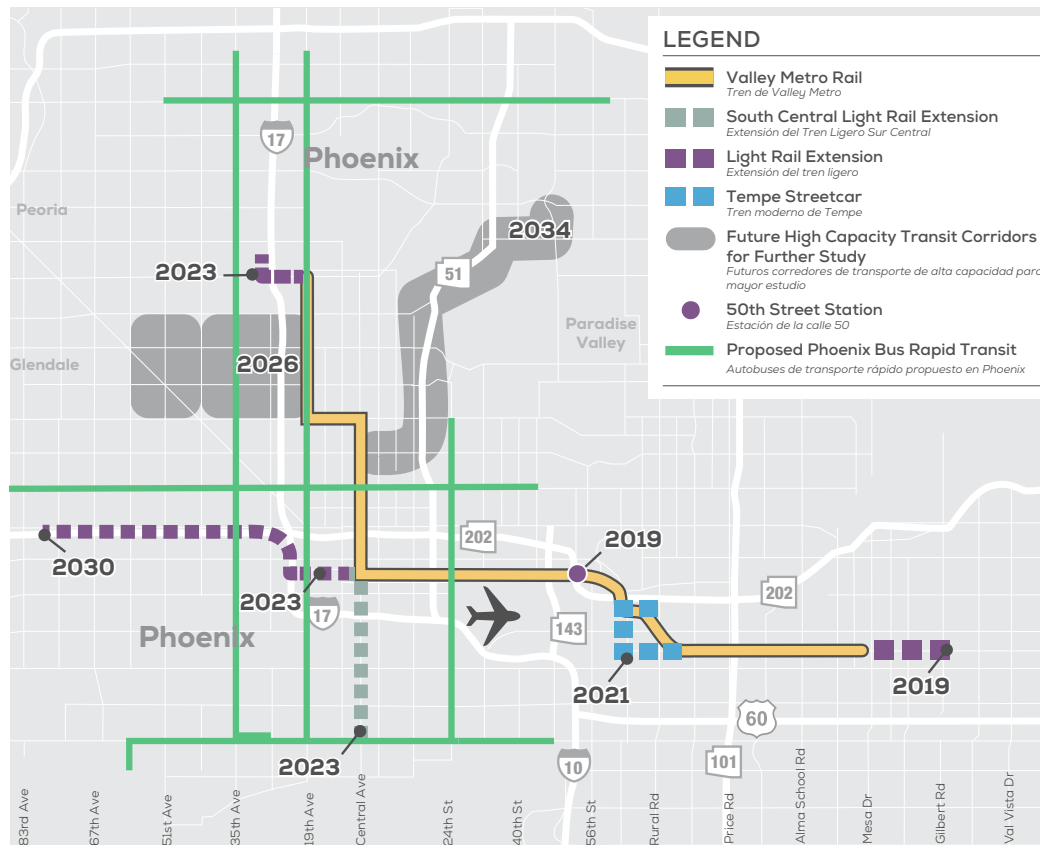 LEGEND
Valley Metro Rail
Tren de Valley Metro
South Central Light Rail Extension
Extensión del Tren Ligero Sur Central
Light Rail Extension
Extensión del tren ligero
Tempe Streetcar
Tren moderno de Tempe
Future High Capacity Transit Corridors
for Further Study
Futuros corredores de transporte de alta capacidad para
mayor estudio
50th Street Station
Estación de la calle 50
Proposed Phoenix Bus Rapid Transit
Autobuses de transporte rápido propuesto en Phoenix
17
Phoenix
Peoria
2034
2023
51
Paradise
Valley
Glendale
2026
202
2019
2030
2023
17
202
143
Phoenix
2021
2019
60
2023
10
101
83rd Ave
67th Ave
51st Ave
35th Ave
19th Ave
Central Ave
24th St
40th St
56th St
Rural Rd
Price Rd
Alma School Rd
Mesa Dr
Gilbert Rd
Val Vista Dr